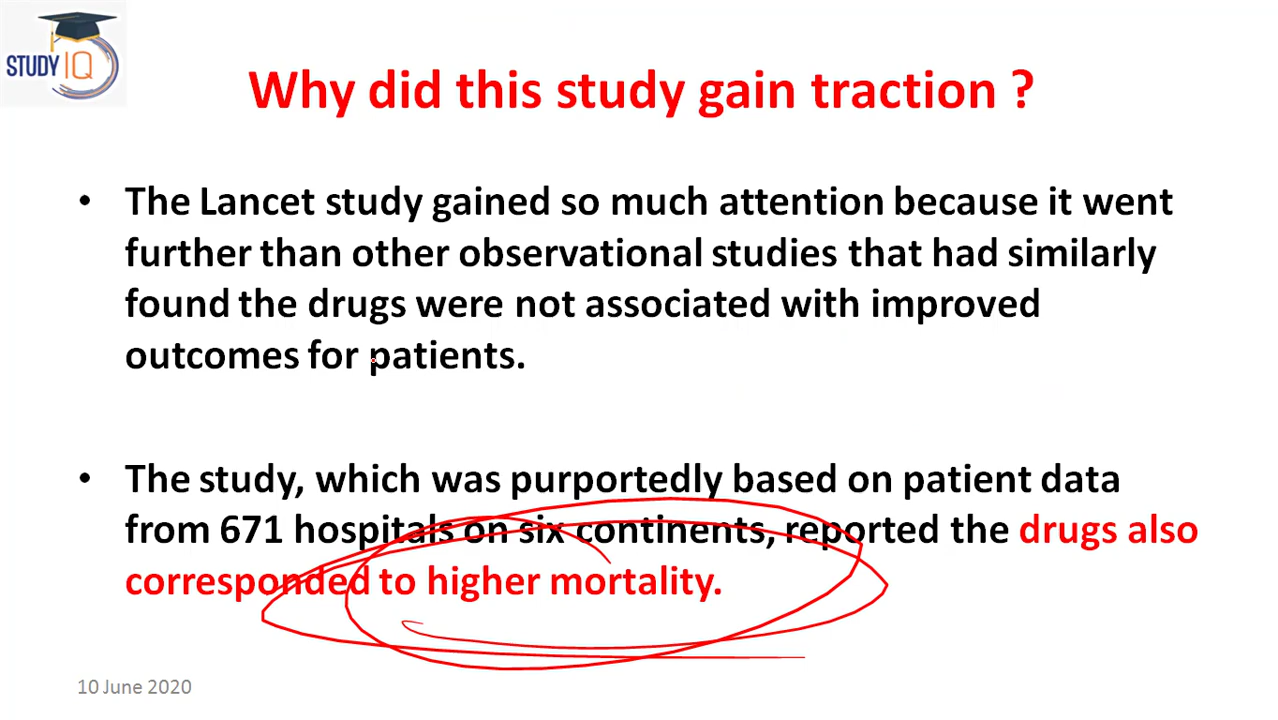 STUDY IQ
Why did this study gain traction ?
• The Lancet study gained so much attention because it went
further than other observational studies that had similarly
found the drugs were not associated with improved
outcomes for patients.
• The study, which was purportedly based on patient data
from 671 hospitals on six continents, reported the drugs also
corresponded to higher mortality.
10 June 2020